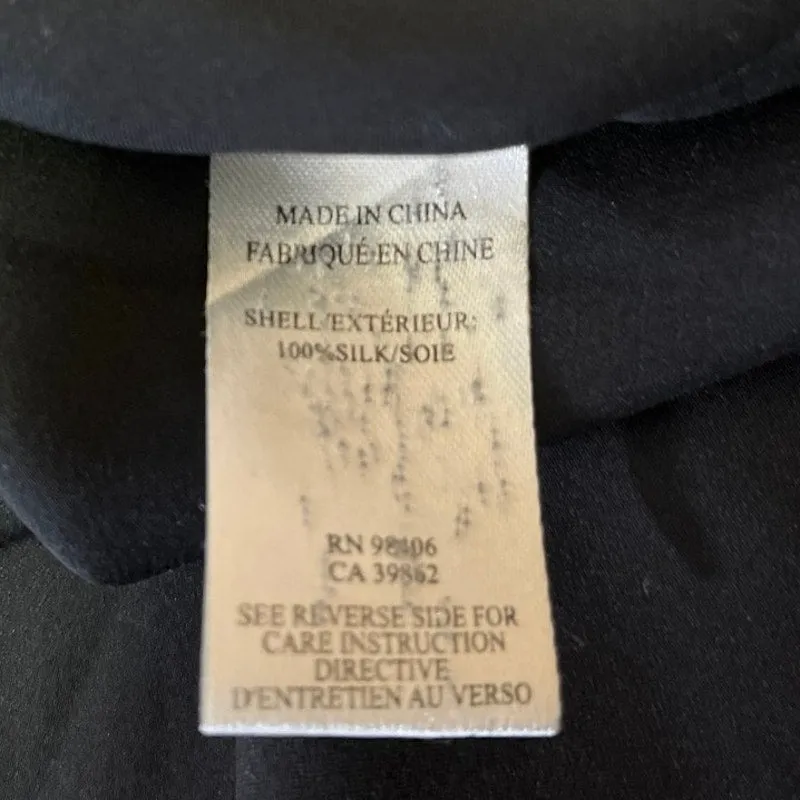 MADE IN CHINA
FABRIQUÉ EN CHINE
SHELL/EXTÉRIEUR:
100%SILK/SOIE
RN 98106
CA 39862
SEE REVERSE SIDE FOR
CARE INSTRUCTION
DIRECTIVE
D'ENTRETIEN AU VERSO